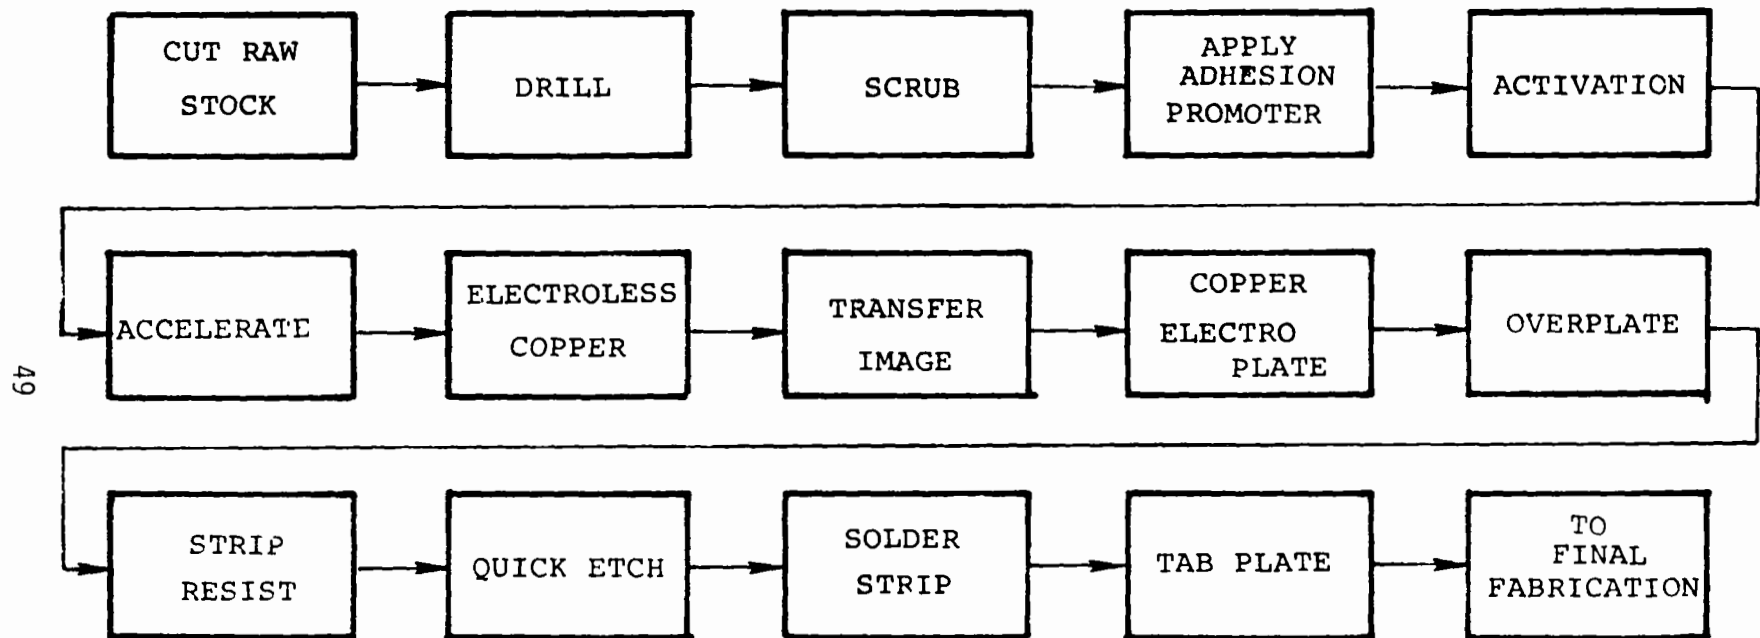 CUT RAW
STOCK
DRILL
SCRUB
APPLY
ADHESION
PROMOTER
ACTIVATION
ACCELERATE
ELECTROLESS
COPPER
TRANSFER
IMAGE
COPPER
ELECTRO
PLATE
OVERPLATE
STRIP
RESIST
QUICK ETCH
SOLDER
STRIP
TAB PLATE
TO
FINAL
FABRICATION
49